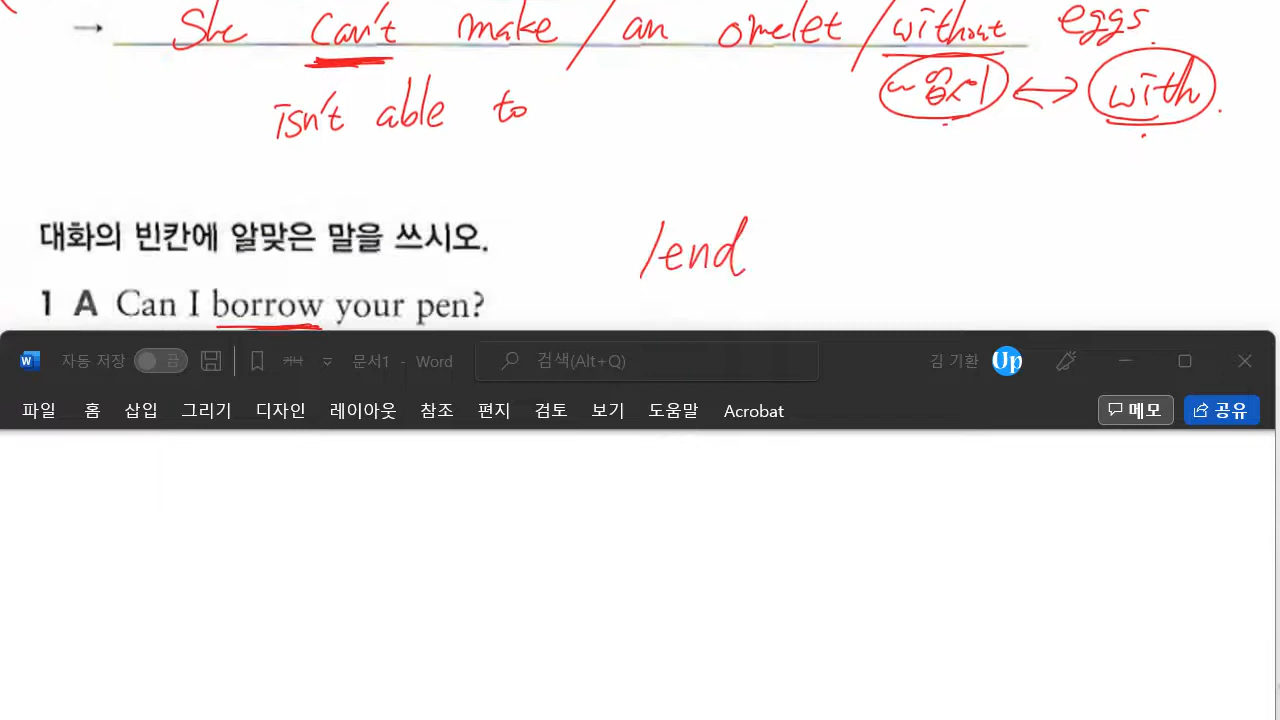 → She can't make / an omelet / without eggs.
isn't able to
~없이 ↔ with.
대화의 빈칸에 알맞은 말을 쓰시오.
lend
1 A Can I borrow your pen?
자동 저장 끔 가나 문서1 - Word 검색(Alt+Q) 김 기환 Up
파일 홈 삽입 그리기 디자인 레이아웃 참조 편지 검토 보기 도움말 Acrobat 메모 공유